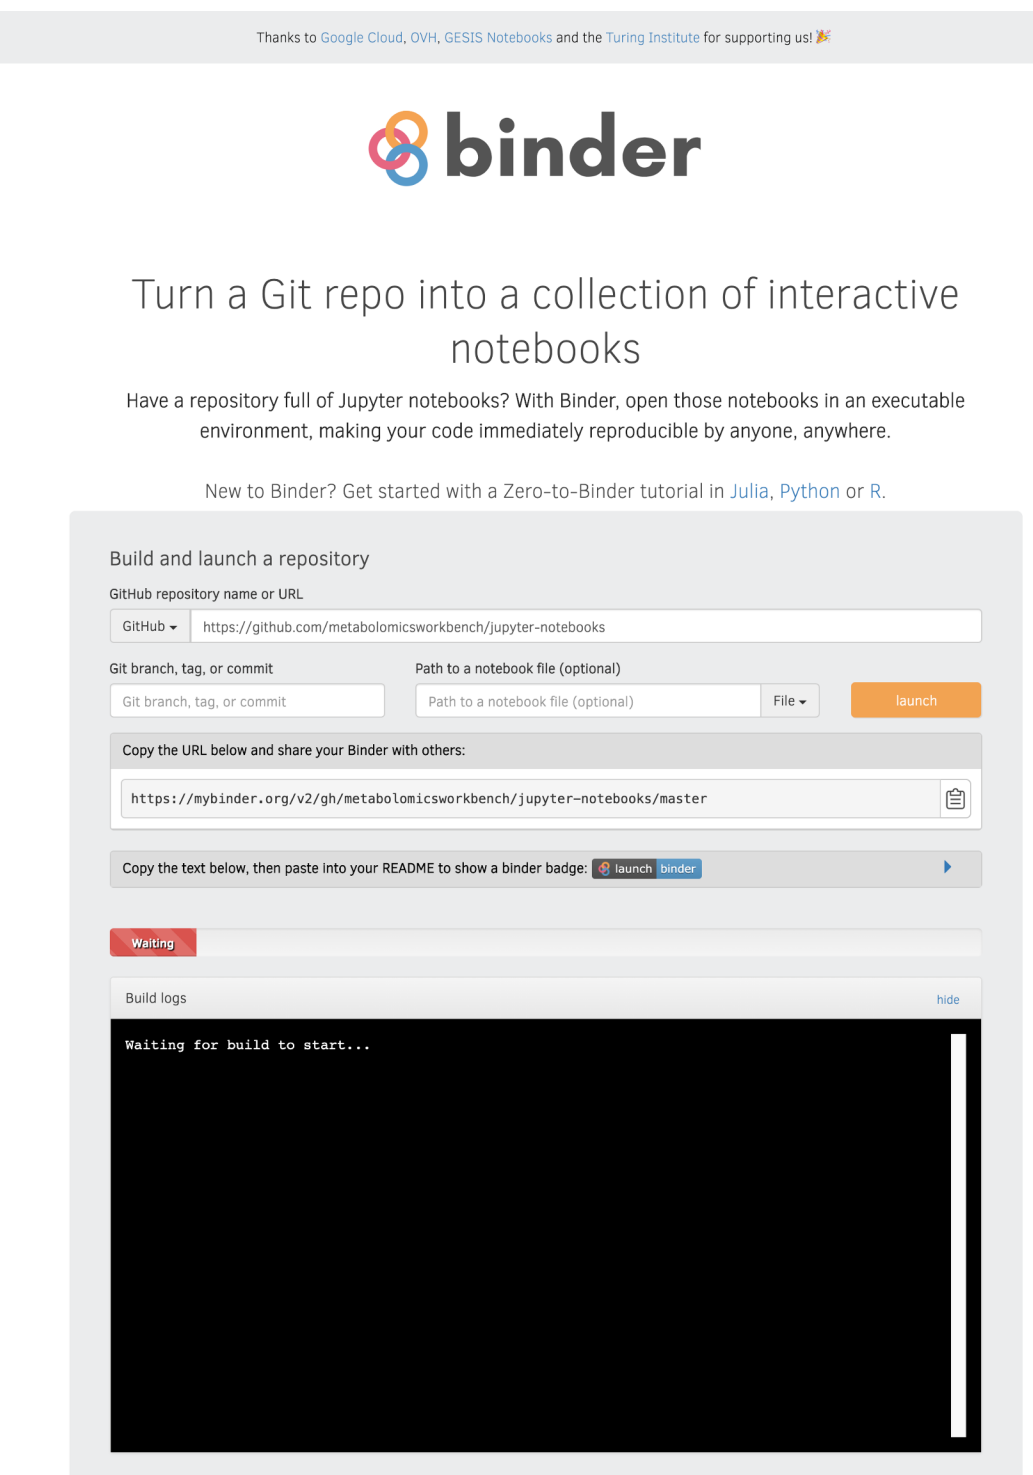 Thanks to Google Cloud, OVH, GESIS Notebooks and the Turing Institute for supporting us! 🎉
binder
Turn a Git repo into a collection of interactive
notebooks
Have a repository full of Jupyter notebooks? With Binder, open those notebooks in an executable
environment, making your code immediately reproducible by anyone, anywhere.
New to Binder? Get started with a Zero-to-Binder tutorial in Julia, Python or R.
Build and launch a repository
GitHub repository name or URL
GitHub https://github.com/metabolomicsworkbench/jupyter-notebooks
Git branch, tag, or commit Path to a notebook file (optional)
Git branch, tag, or commit Path to a notebook file (optional) File launch
Copy the URL below and share your Binder with others:
https://mybinder.org/v2/gh/metabolomicsworkbench/jupyter-notebooks/master
Copy the text below, then paste into your README to show a binder badge: launch binder
Waiting
Build logs hide
Waiting for build to start...